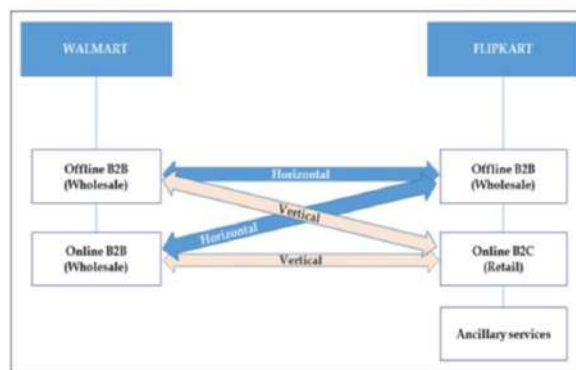 WALMART
FLIPKART
Offline B2B
(Wholesale)
Horizontal
Offline B2B
(Wholesale)
Vertical
Horizontal
Online B2B
(Wholesale)
Vertical
Online B2C
(Retail)
Ancillary services